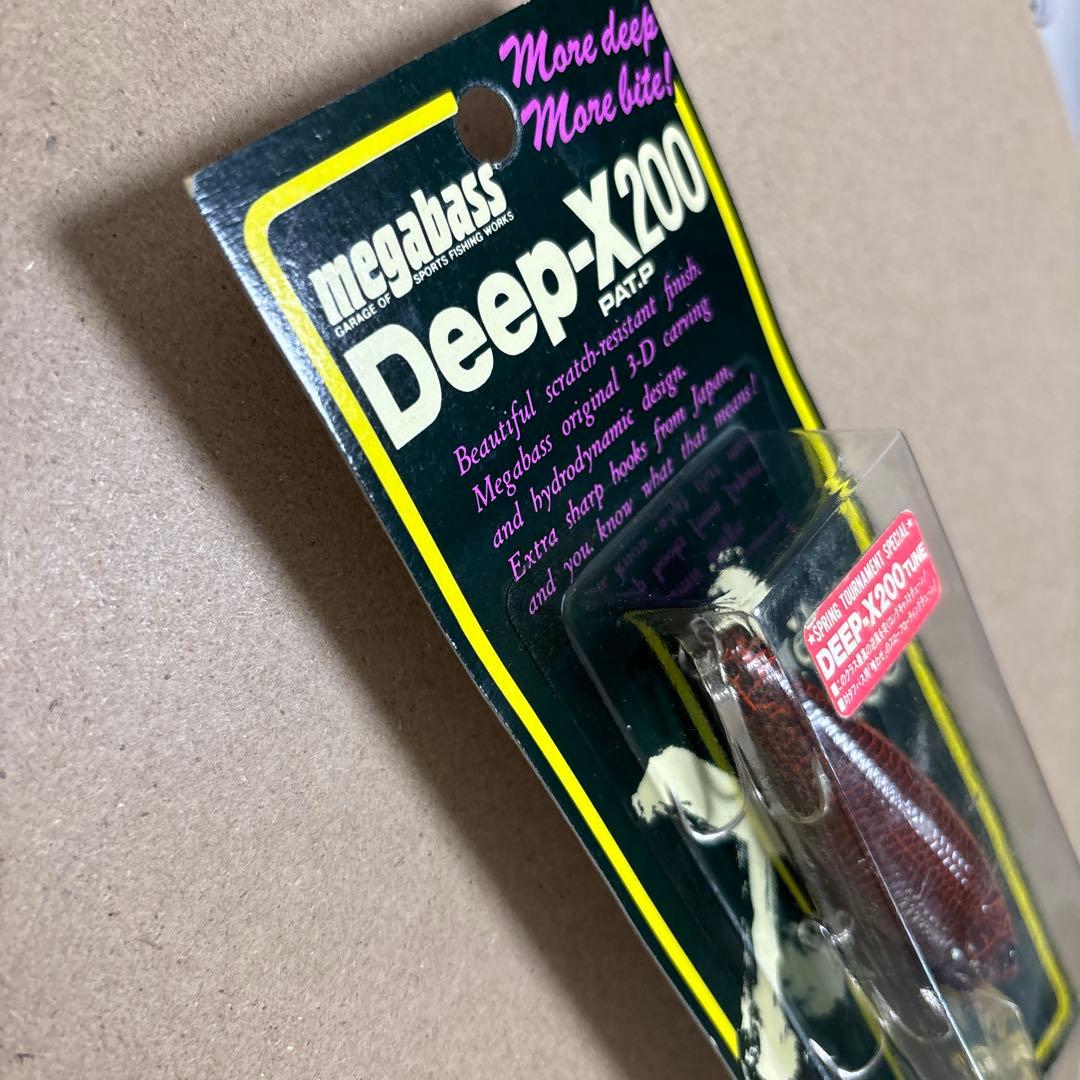 More deep
More bite!
megabass
GARAGE OF SPORTS FISHING WORKS
Deep-X200
PAT.P
Beautiful scratch-resistant finish.
Megabass original 3-D carving
and hydrodynamic design.
Extra sharp hooks from Japan,
and you know what that means!
★SPRING TOURNAMENT SPECIAL★
DEEP-X200 TUNE